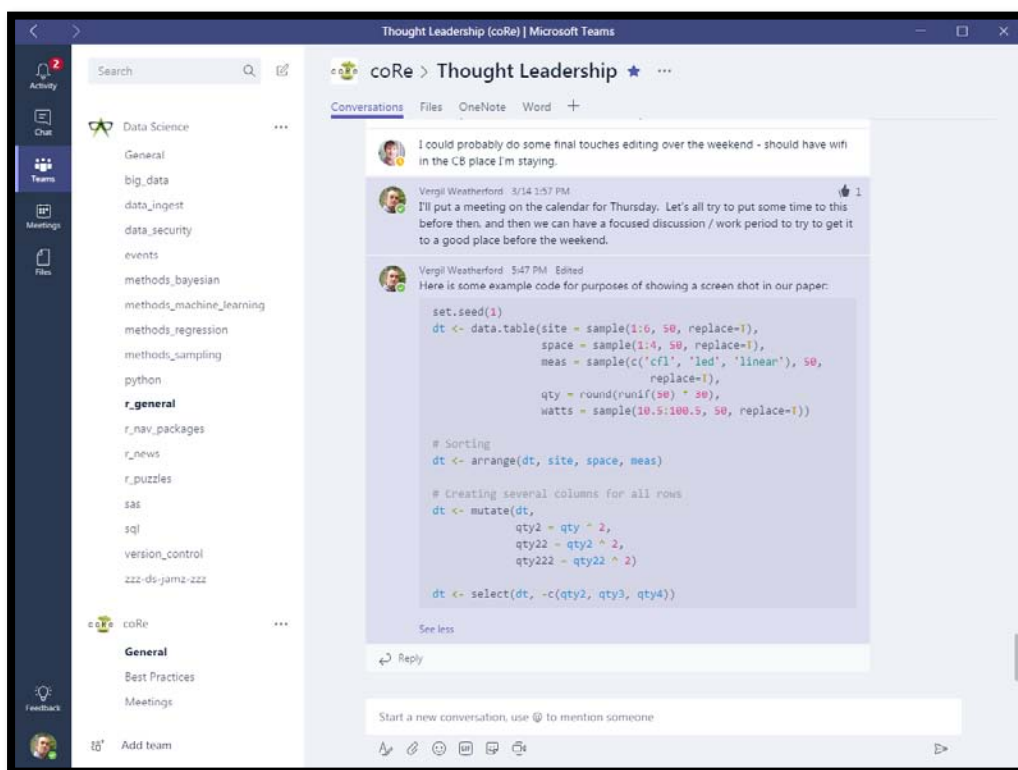 Thought Leadership (coRe) | Microsoft Teams
2
Activity
Chat
Teams
Meetings
Files
Feedback
Search
Data Science
General
big_data
data_ingest
data_security
events
methods_bayesian
methods_machine_learning
methods_regression
methods_sampling
python
r_general
r_nav_packages
r_news
r_puzzles
sas
sql
version_control
zzz-ds-jamz-zzz
coRe
coRe
General
Best Practices
Meetings
Add team
coRe
coRe > Thought Leadership
Conversations Files OneNote Word
I could probably do some final touches editing over the weekend - should have wifi
in the CB place I'm staying.
Vergil Weatherford 3/14 1:57 PM
1
I'll put a meeting on the calendar for Thursday. Let's all try to put some time to this
before then, and then we can have a focused discussion / work period to try to get it
to a good place before the weekend.
Vergil Weatherford 5:47 PM Edited
Here is some example code for purposes of showing a screen shot in our paper:
set.seed(1)
dt <- data.table(site = sample(1:6, 50, replace=T),
space = sample(1:4, 50, replace=T),
meas = sample(c('cfl', 'led', 'linear'), 50,
replace=T),
qty = round(runif(50) * 30),
watts = sample(10.5:100.5, 50, replace=T))
# Sorting
dt <- arrange(dt, site, space, meas)
# Creating several columns for all rows
dt <- mutate(dt,
qty2 = qty ^ 2,
qty22 = qty2 ^ 2,
qty222 = qty22 ^ 2)
dt <- select(dt, -c(qty2, qty3, qty4))
See less
Reply
Start a new conversation, use @ to mention someone
GIF